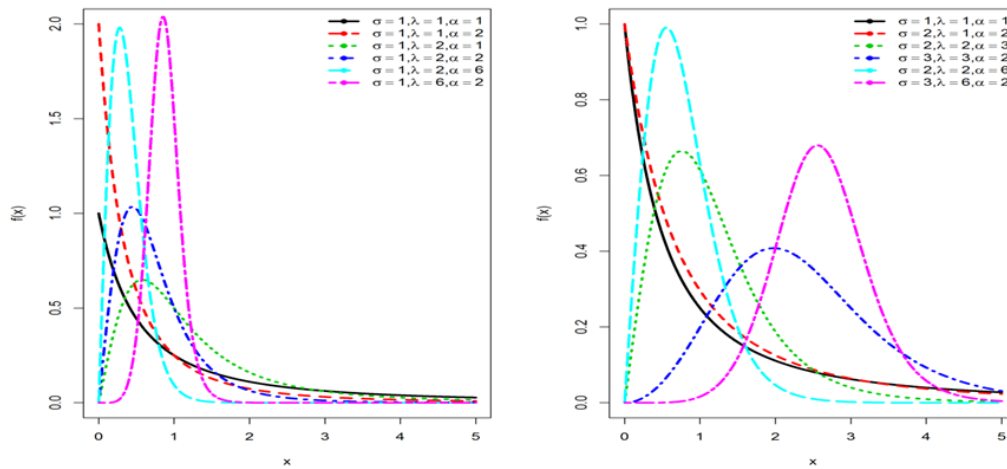 σ = 1, λ = 1, α = 1
σ = 1, λ = 1, α = 2
σ = 1, λ = 2, α = 1
σ = 1, λ = 2, α = 2
σ = 1, λ = 2, α = 6
σ = 1, λ = 6, α = 2
f(x)
2.0
1.5
1.0
0.5
0.0
0 1 2 3 4 5
x
σ = 1, λ = 1, α = 1
σ = 2, λ = 1, α = 2
σ = 2, λ = 2, α = 3
σ = 3, λ = 3, α = 2
σ = 2, λ = 2, α = 6
σ = 3, λ = 6, α = 2
f(x)
1.0
0.8
0.6
0.4
0.2
0.0
0 1 2 3 4 5
x